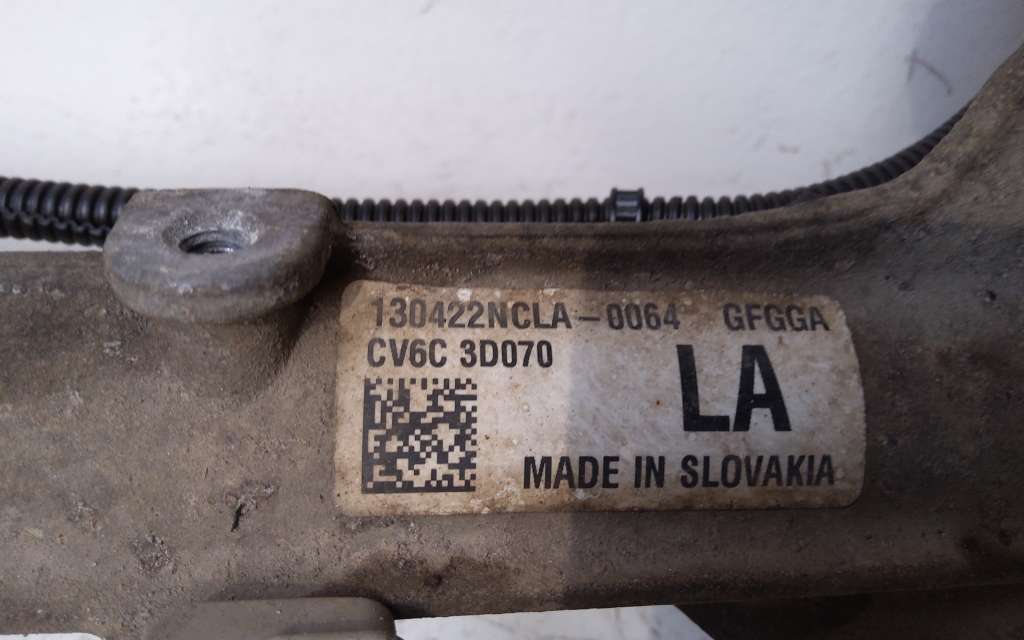 130422NCLA-0064 GFGGA
CV6C 3D070
LA
MADE IN SLOVAKIA